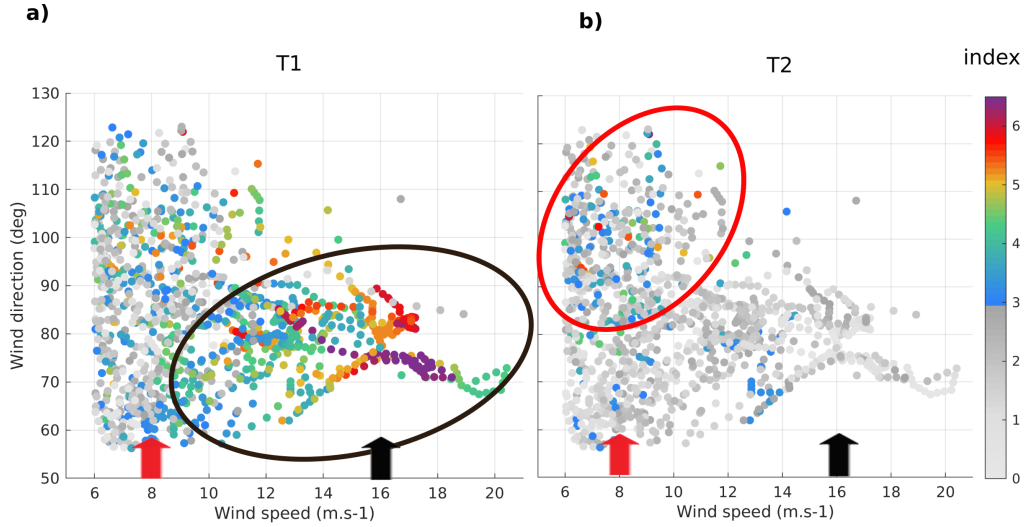 a)
b)
T1
T2
index
130
120
110
100
90
80
70
60
50
Wind direction (deg)
6 8 10 12 14 16 18 20
Wind speed (m.s-1)
6 8 10 12 14 16 18 20
Wind speed (m.s-1)
6
5
4
3
2
1
0